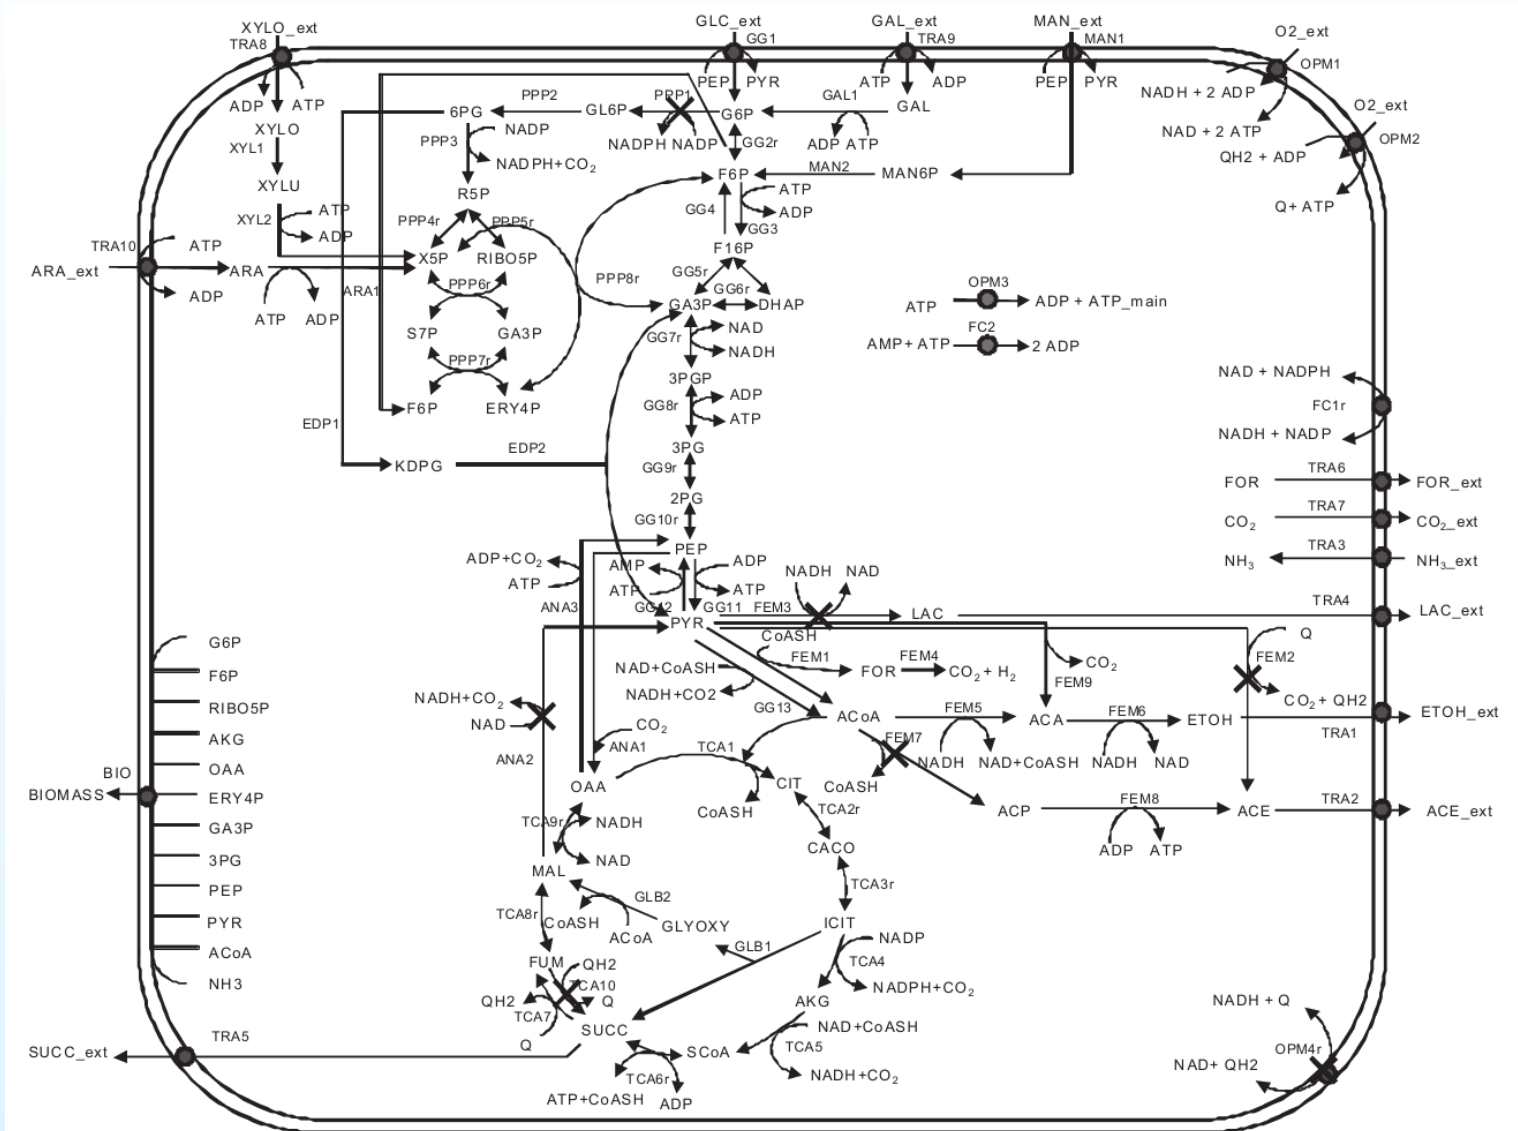 XYLO_ext
GLC_ext
GAL_ext
MAN_ext
O2_ext
TRA8
GG1
TRA9
MAN1
OPM1
PEP
PYR
ATP
ADP
PEP
PYR
NADH + 2 ADP
ADP
ATP
PPP2
PPP1
GAL1
O2_ext
6PG
GL6P
G6P
GAL
XYLO
NADP
NAD + 2 ATP
OPM2
XYL1
PPP3
NADPH
NADP
GG2r
ADP
ATP
QH2 + ADP
NADPH+CO2
MAN2
XYLU
F6P
MAN6P
R5P
ATP
XYL2
ATP
GG4
ADP
Q+ ATP
PPP4r
PPP5r
GG3
ADP
TRA10
ATP
F16P
X5P
RIBO5P
ARA_ext
ARA
GG5r
PPP8r
PPP6r
GG6r
OPM3
ADP
ARA1
GA3P
DHAP
ATP
ADP + ATP_main
ATP
ADP
S7P
GA3P
NAD
FC2
GG7r
AMP+ ATP
2 ADP
PPP7r
NADH
NAD + NADPH
3PGP
ADP
F6P
ERY4P
GG8r
FC1r
ATP
EDP1
NADH + NADP
EDP2
3PG
KDPG
GG9r
TRA6
FOR
FOR_ext
2PG
TRA7
GG10r
CO2
CO2_ext
PEP
TRA3
ADP+CO2
AMP
ADP
NH3
NH3_ext
NADH
NAD
ATP
ATP
ATP
ANA3
GG12
GG11
FEM3
LAC
TRA4
LAC_ext
PYR
CoASH
Q
G6P
FEM1
FEM4
CO2
FEM2
NAD+CoASH
FOR
CO2 + H2
F6P
FEM9
NADH+CO2
NADH+CO2
CO2 + QH2
RIBO5P
GG13
FEM5
FEM6
ETOH_ext
NAD
ACoA
ACA
ETOH
CO2
TRA1
AKG
FEM7
ANA1
TCA1
ANA2
NADH
NAD+CoASH
NADH
NAD
OAA
BIO
OAA
CIT
CoASH
BIOMASS
ERY4P
CoASH
TCA2r
ACP
FEM8
ACE
TRA2
ACE_ext
TCA9r
NADH
GA3P
CACO
ADP
ATP
NAD
3PG
MAL
TCA3r
PEP
GLB2
TCA8r
CoASH
PYR
GLYOXY
ICIT
ACoA
NADP
ACoA
GLB1
FUM
QH2
TCA4
NH3
TCA10
NADPH+CO2
QH2
Q
AKG
NADH + Q
TCA7
SUCC
NAD+CoASH
TRA5
Q
TCA5
SUCC_ext
SCoA
OPM4r
NAD+ QH2
TCA6r
NADH+CO2
ATP+CoASH
ADP